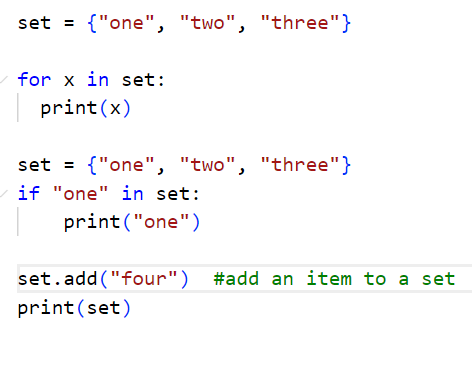 set = {"one", "two", "three"}

for x in set:
  print(x)

set = {"one", "two", "three"}
if "one" in set:
    print("one")

set.add("four")  #add an item to a set
print(set)